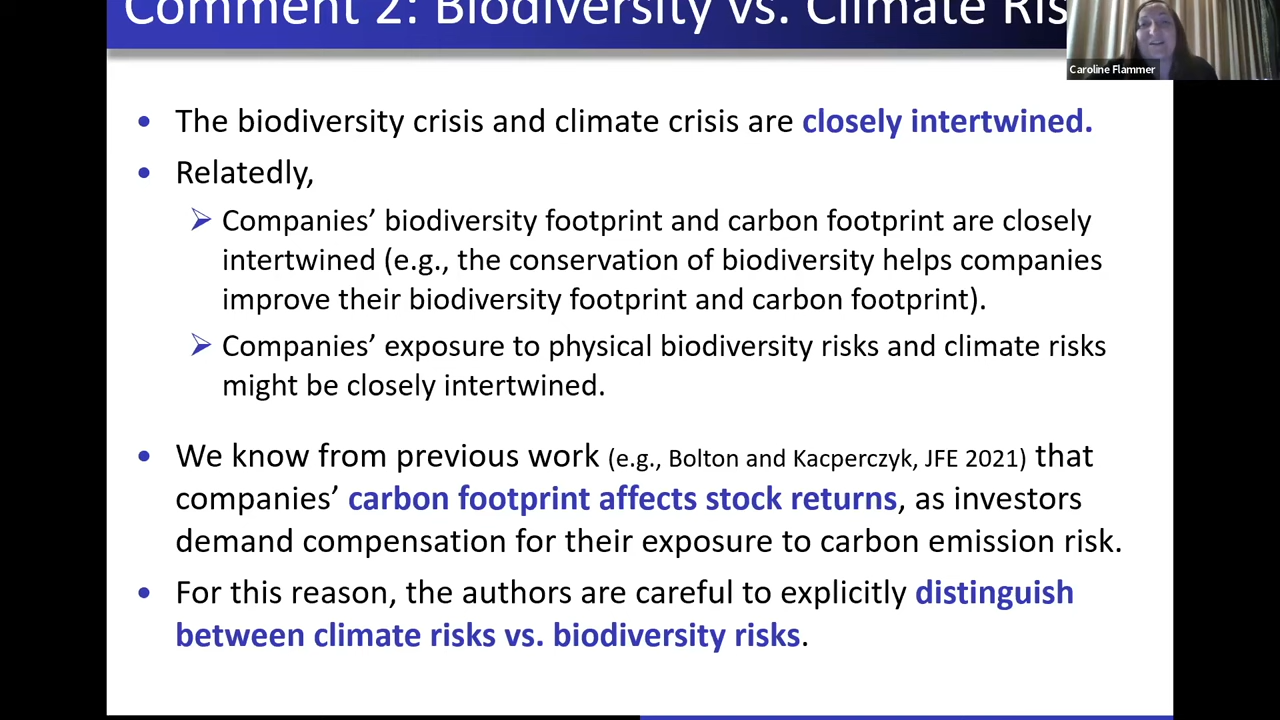 Comment 2: Biodiversity vs. Climate Ris
Caroline Flammer
• The biodiversity crisis and climate crisis are closely intertwined.
• Relatedly,
➢ Companies’ biodiversity footprint and carbon footprint are closely
intertwined (e.g., the conservation of biodiversity helps companies
improve their biodiversity footprint and carbon footprint).
➢ Companies’ exposure to physical biodiversity risks and climate risks
might be closely intertwined.
• We know from previous work (e.g., Bolton and Kacperczyk, JFE 2021) that
companies’ carbon footprint affects stock returns, as investors
demand compensation for their exposure to carbon emission risk.
• For this reason, the authors are careful to explicitly distinguish
between climate risks vs. biodiversity risks.